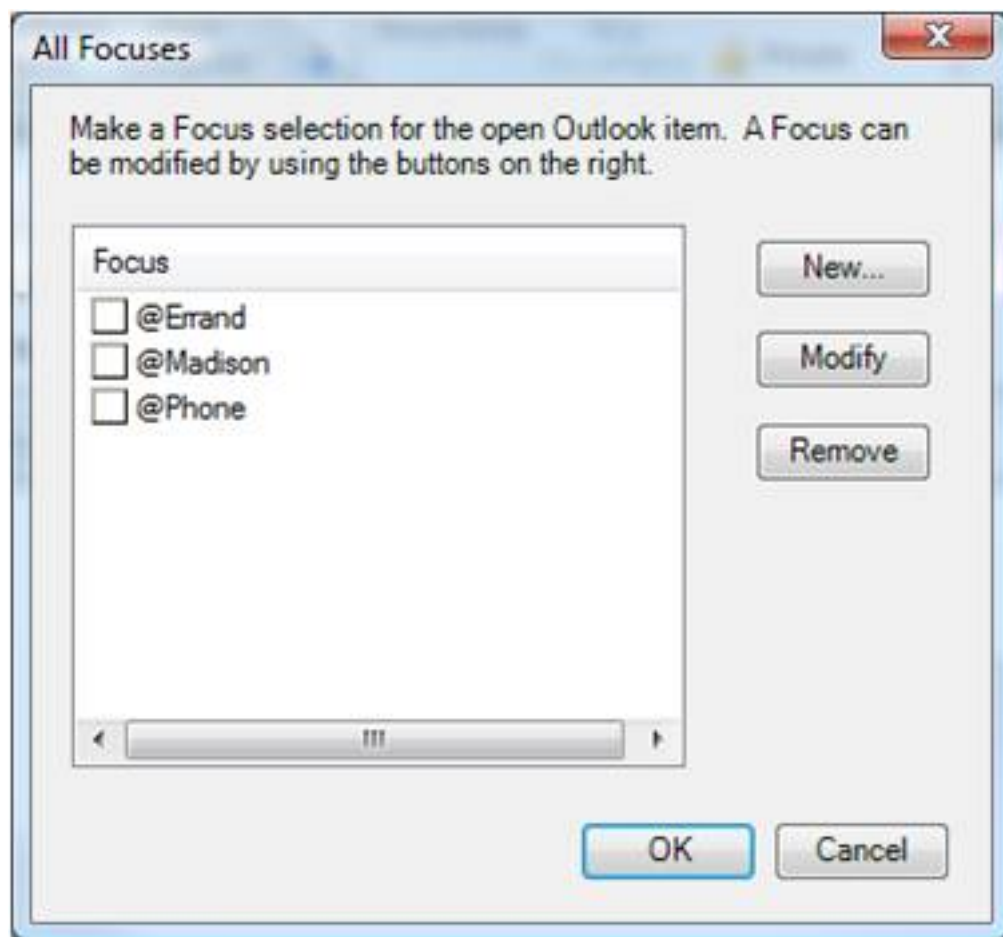 All Focuses
Make a Focus selection for the open Outlook item.  A Focus can
be modified by using the buttons on the right.
Focus
New...
@Errand
@Madison
Modify
@Phone
Remove
OK
Cancel